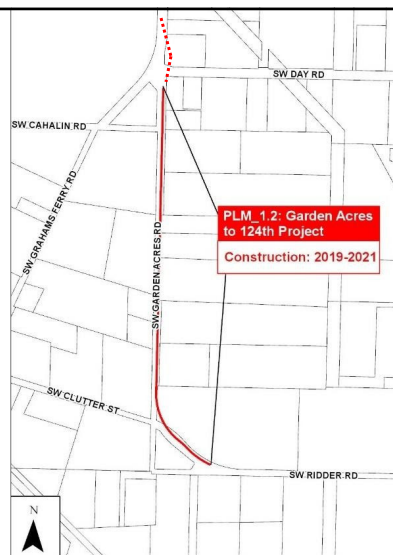 SW DAY RD
SW CAHALIN RD
SW GRAHAMS FERRY RD
PLM_1.2: Garden Acres
to 124th Project
Construction: 2019-2021
SW GARDEN ACRES RD
SW CLUTTER ST
SW RIDDER RD
N